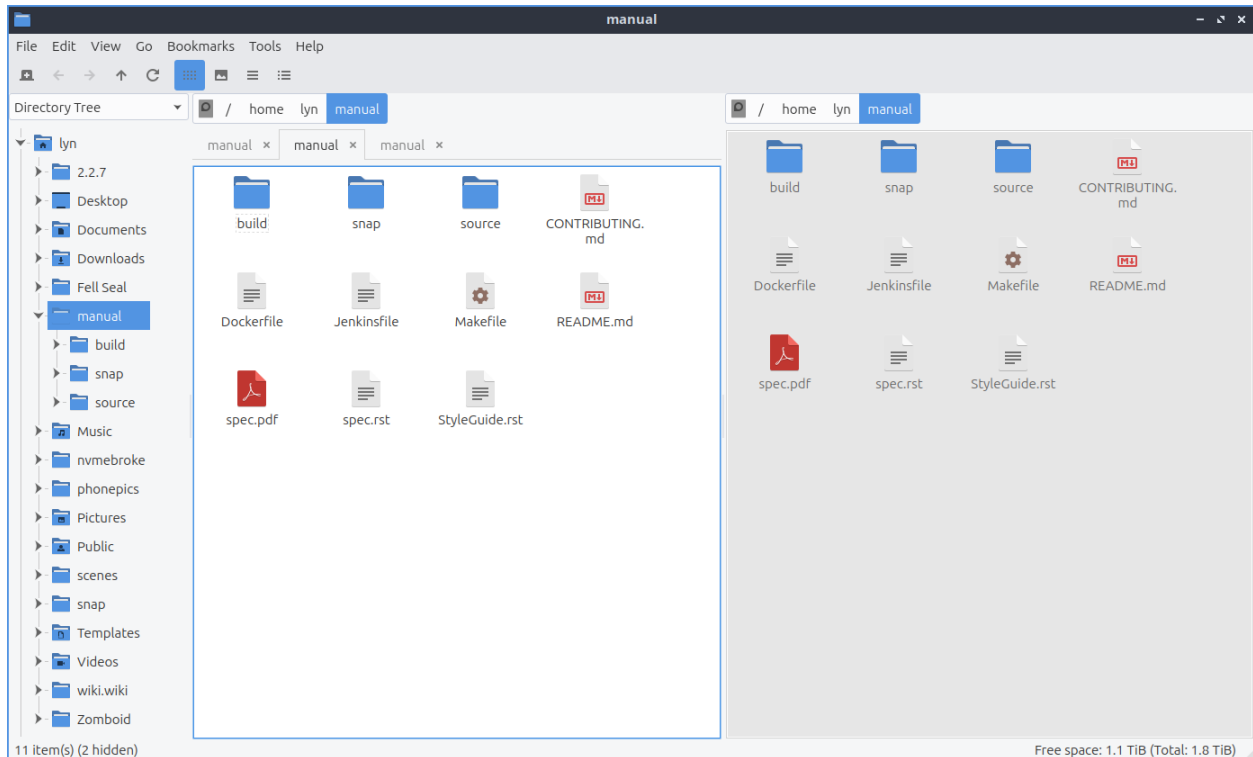 manual
File Edit View Go Bookmarks Tools Help
Directory Tree
/ home lyn manual
/ home lyn manual
lyn
2.2.7
Desktop
Documents
Downloads
Fell Seal
manual
build
snap
source
Music
nvmebroke
phonepics
Pictures
Public
scenes
snap
Templates
Videos
wiki.wiki
Zomboid
manual × manual × manual ×
build snap source CONTRIBUTING.
md
Dockerfile Jenkinsfile Makefile README.md
spec.pdf spec.rst StyleGuide.rst
build snap source CONTRIBUTING.
md
Dockerfile Jenkinsfile Makefile README.md
spec.pdf spec.rst StyleGuide.rst
11 item(s) (2 hidden)
Free space: 1.1 TiB (Total: 1.8 TiB)